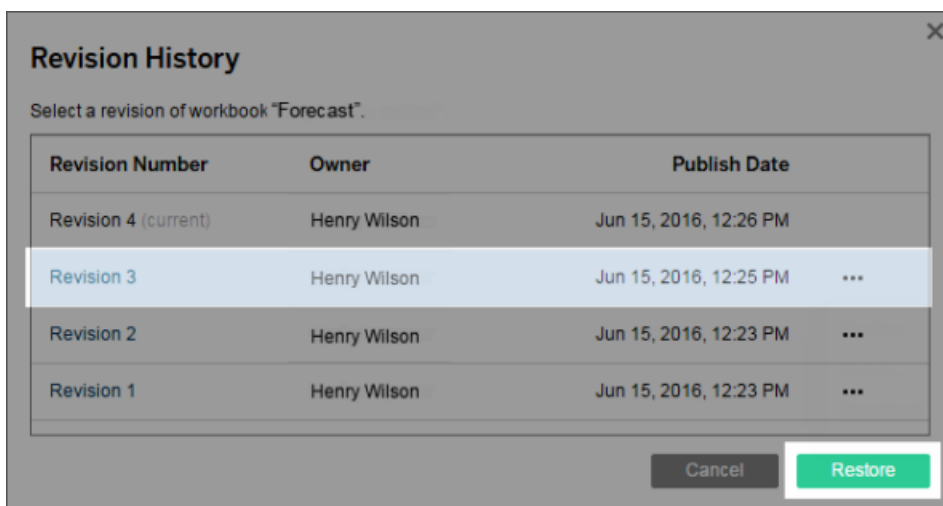 Revision History
Select a revision of workbook “Forecast”.
Revision Number Owner Publish Date
Revision 4 (current) Henry Wilson Jun 15, 2016, 12:26 PM
Revision 3 Henry Wilson Jun 15, 2016, 12:25 PM ...
Revision 2 Henry Wilson Jun 15, 2016, 12:23 PM ...
Revision 1 Henry Wilson Jun 15, 2016, 12:23 PM ...
Cancel Restore